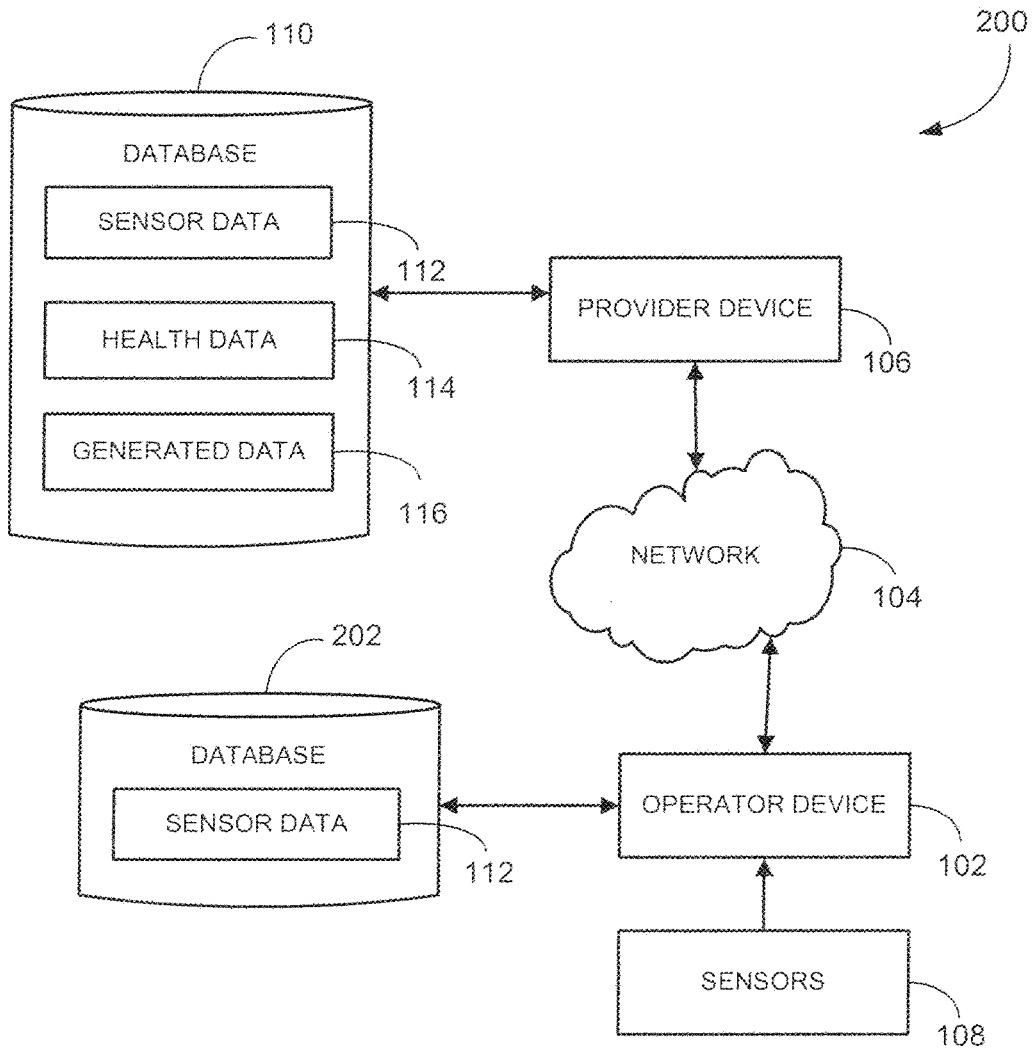 200
110
DATABASE
SENSOR DATA
112
HEALTH DATA
114
GENERATED DATA
116
PROVIDER DEVICE
106
NETWORK
104
202
DATABASE
SENSOR DATA
112
OPERATOR DEVICE
102
SENSORS
108